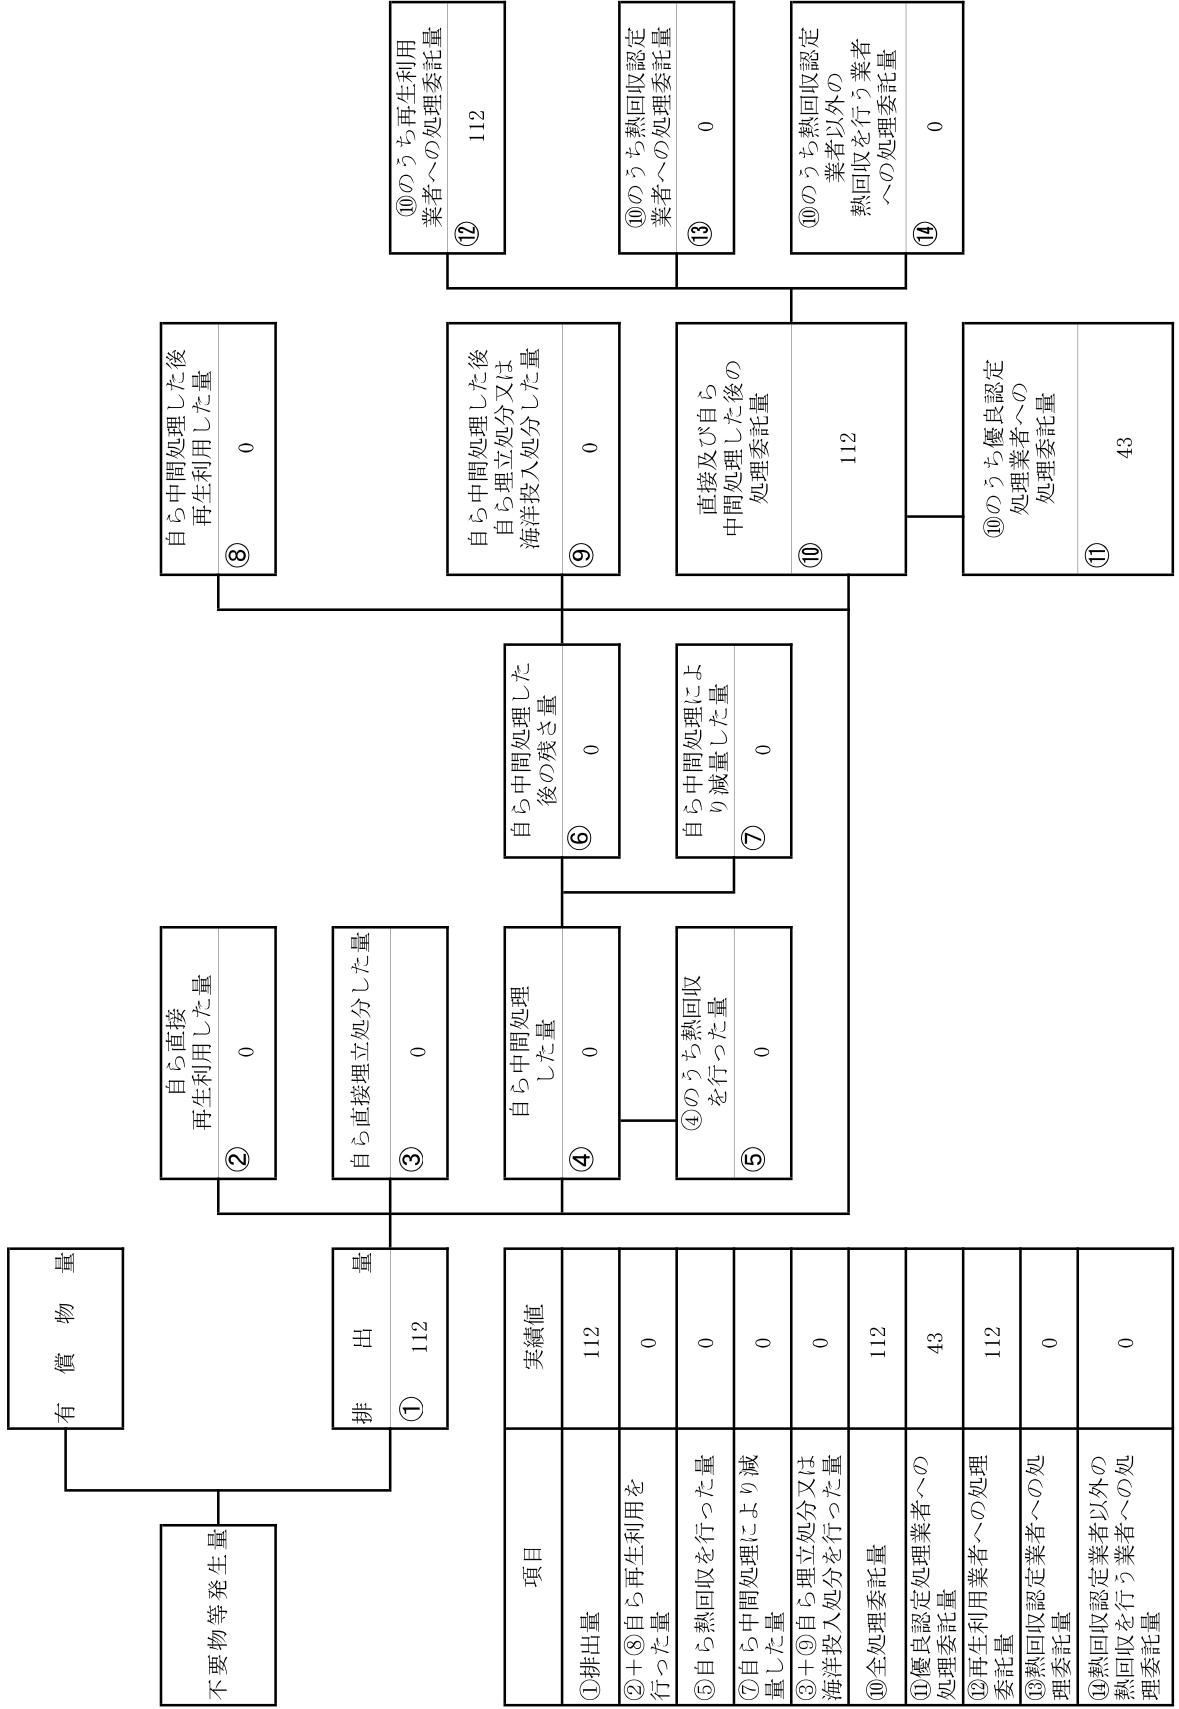 不要物等発生量
有　償　物　量
排　出　量
①
112
自ら直接
再生利用した量
②
0
自ら直接埋立処分した量
③
0
自ら中間処理
した量
④
0
④のうち熱回収
を行った量
⑤
0
自ら中間処理した
後の残さ量
⑥
0
自ら中間処理によ
り減量した量
⑦
0
自ら中間処理した後
再生利用した量
⑧
0
自ら中間処理した後
自ら埋立処分又は
海洋投入処分した量
⑨
0
直接及び自ら
中間処理した後の
処理委託量
⑩
112
⑩のうち優良認定
処理業者への
処理委託量
⑪
43
⑩のうち再生利用
業者への処理委託量
⑫
112
⑩のうち熱回収認定
業者への処理委託量
⑬
0
⑩のうち熱回収認定
業者以外の
熱回収を行う業者
への処理委託量
⑭
0
項目
実績値
①排出量
112
②＋⑧自ら再生利用を
行った量
0
⑤自ら熱回収を行った量
0
⑦自ら中間処理により減
量した量
0
③＋⑨自ら埋立処分又は
海洋投入処分を行った量
0
⑩全処理委託量
112
⑪優良認定処理業者への
処理委託量
43
⑫再生利用業者への処理
委託量
112
⑬熱回収認定業者への処
理委託量
0
⑭熱回収認定業者以外の
熱回収を行う業者への処
理委託量
0